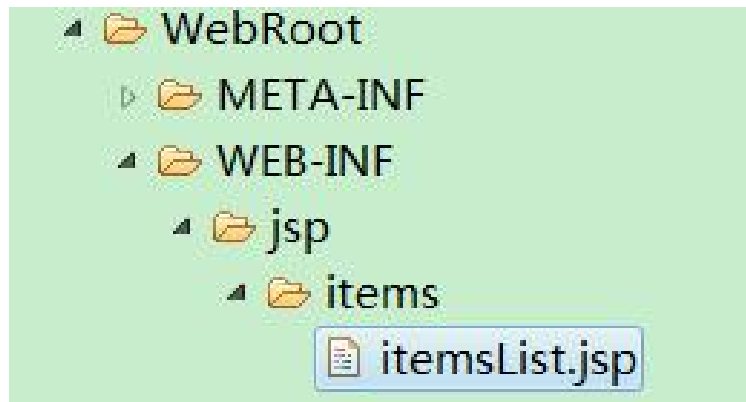 WebRoot
META-INF
WEB-INF
jsp
items
itemsList.jsp